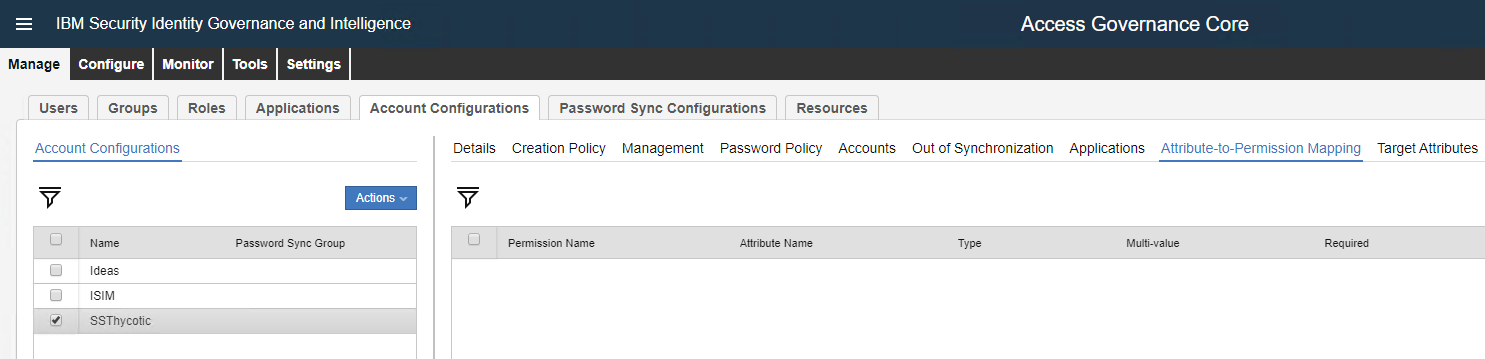 IBM Security Identity Governance and Intelligence Access Governance Core
Manage Configure Monitor Tools Settings
Users Groups Roles Applications Account Configurations Password Sync Configurations Resources
Account Configurations
Details Creation Policy Management Password Policy Accounts Out of Synchronization Applications Attribute-to-Permission Mapping Target Attributes
Actions
Name Password Sync Group
Permission Name Attribute Name Type Multi-value Required
Ideas
ISIM
SSThycotic